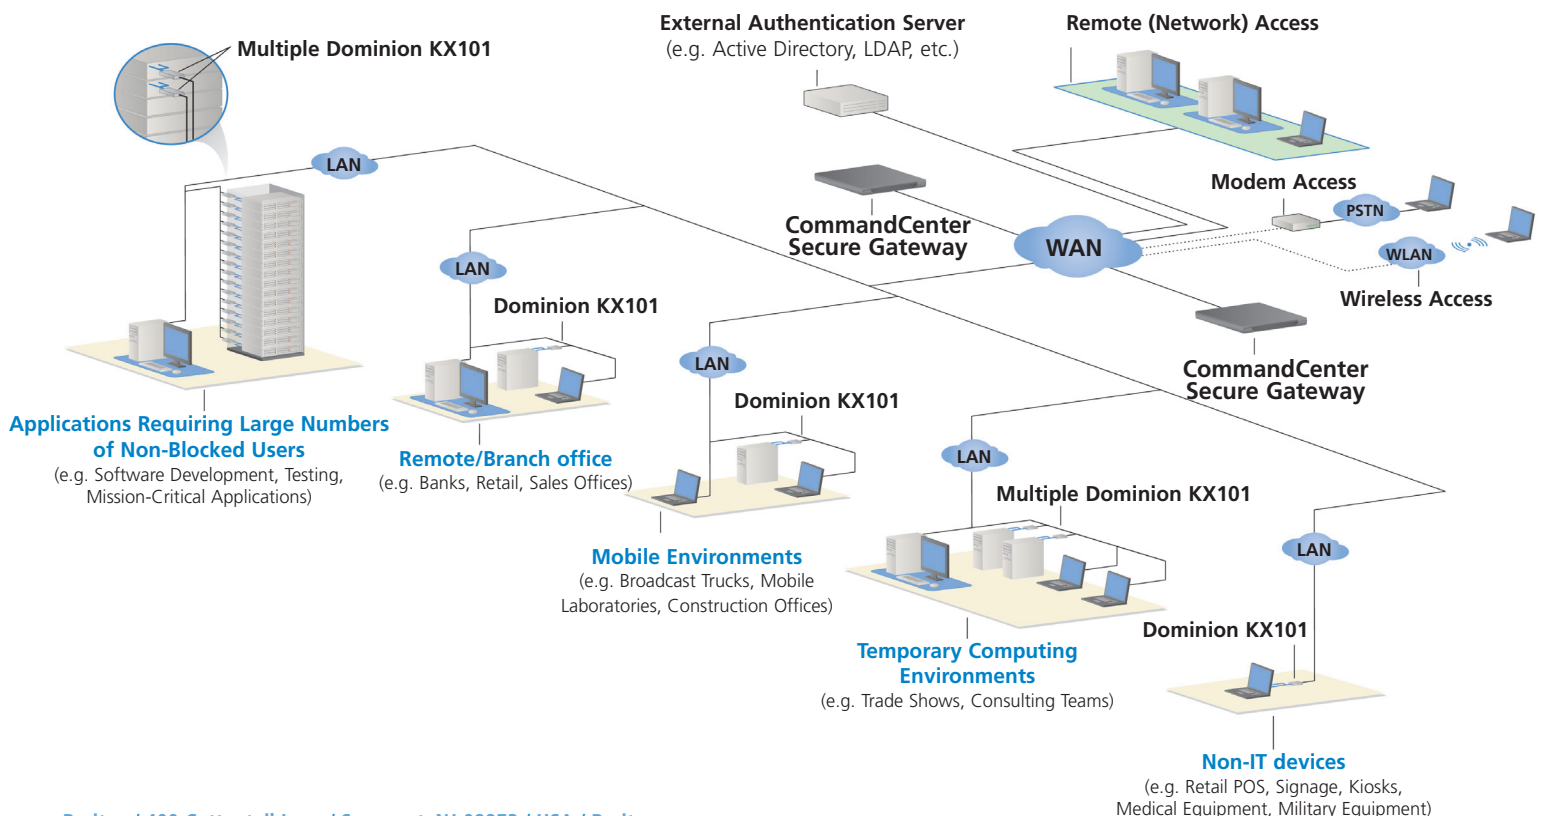 External Authentication Server
(e.g. Active Directory, LDAP, etc.)
Remote (Network) Access
Multiple Dominion KX101
LAN
Modem Access
PSTN
CommandCenter
Secure Gateway
WAN
WLAN
Wireless Access
LAN
Dominion KX101
LAN
CommandCenter
Secure Gateway
Dominion KX101
Applications Requiring Large Numbers
of Non-Blocked Users
(e.g. Software Development, Testing,
Mission-Critical Applications)
Remote/Branch office
(e.g. Banks, Retail, Sales Offices)
LAN
Multiple Dominion KX101
Mobile Environments
(e.g. Broadcast Trucks, Mobile
Laboratories, Construction Offices)
LAN
Dominion KX101
Temporary Computing
Environments
(e.g. Trade Shows, Consulting Teams)
Non-IT devices
(e.g. Retail POS, Signage, Kiosks,
Medical Equipment, Military Equipment)